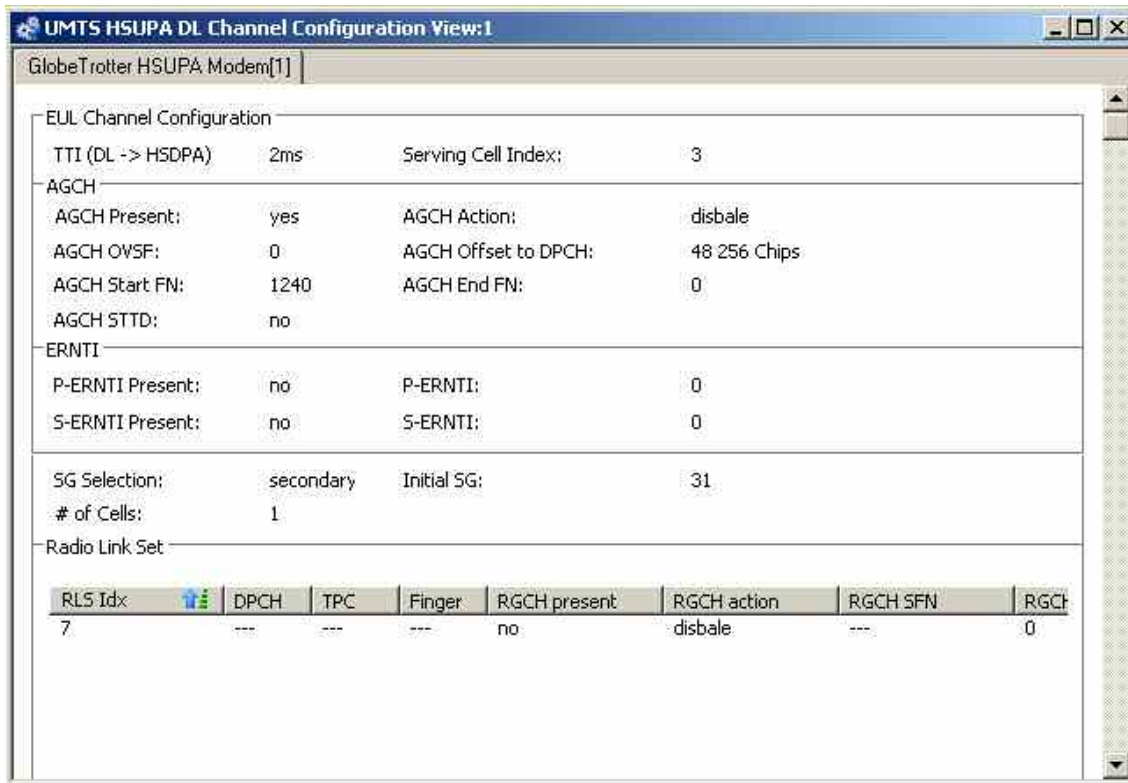 UMTS HSUPA DL Channel Configuration View:1
GlobeTrotter HSUPA Modem[1]
EUL Channel Configuration
TTI (DL -> HSDPA) 2ms Serving Cell Index: 3
AGCH
AGCH Present: yes AGCH Action: disbale
AGCH OVSF: 0 AGCH Offset to DPCH: 48 256 Chips
AGCH Start FN: 1240 AGCH End FN: 0
AGCH STTD: no
ERNTI
P-ERNTI Present: no P-ERNTI: 0
S-ERNTI Present: no S-ERNTI: 0
SG Selection: secondary Initial SG: 31
# of Cells: 1
Radio Link Set
RLS Idx DPCH TPC Finger RGCH present RGCH action RGCH SFN RGCH
7 --- --- --- no disbale --- 0